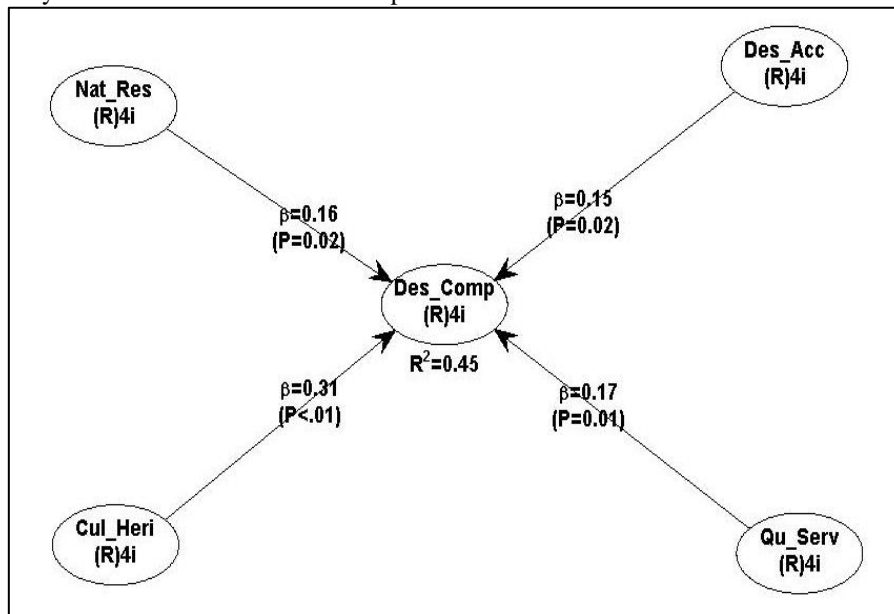 Nat_Res
(R)4i
Des_Acc
(R)4i
β=0.16
(P=0.02)
β=0.15
(P=0.02)
Des_Comp
(R)4i
R²=0.45
β=0.31
(P<.01)
β=0.17
(P=0.01)
Cul_Heri
(R)4i
Qu_Serv
(R)4i